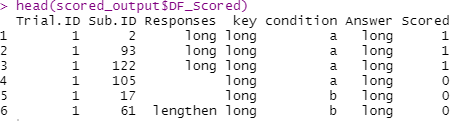 > head(scored_output$DF_Scored)
Trial.ID Sub.ID Responses key condition Answer Scored
1 1 2 long long a long 1
2 1 93 long long a long 1
3 1 122 long long a long 1
4 1 105 long a long 0
5 1 17 long b long 0
6 1 61 lengthen long b long 0